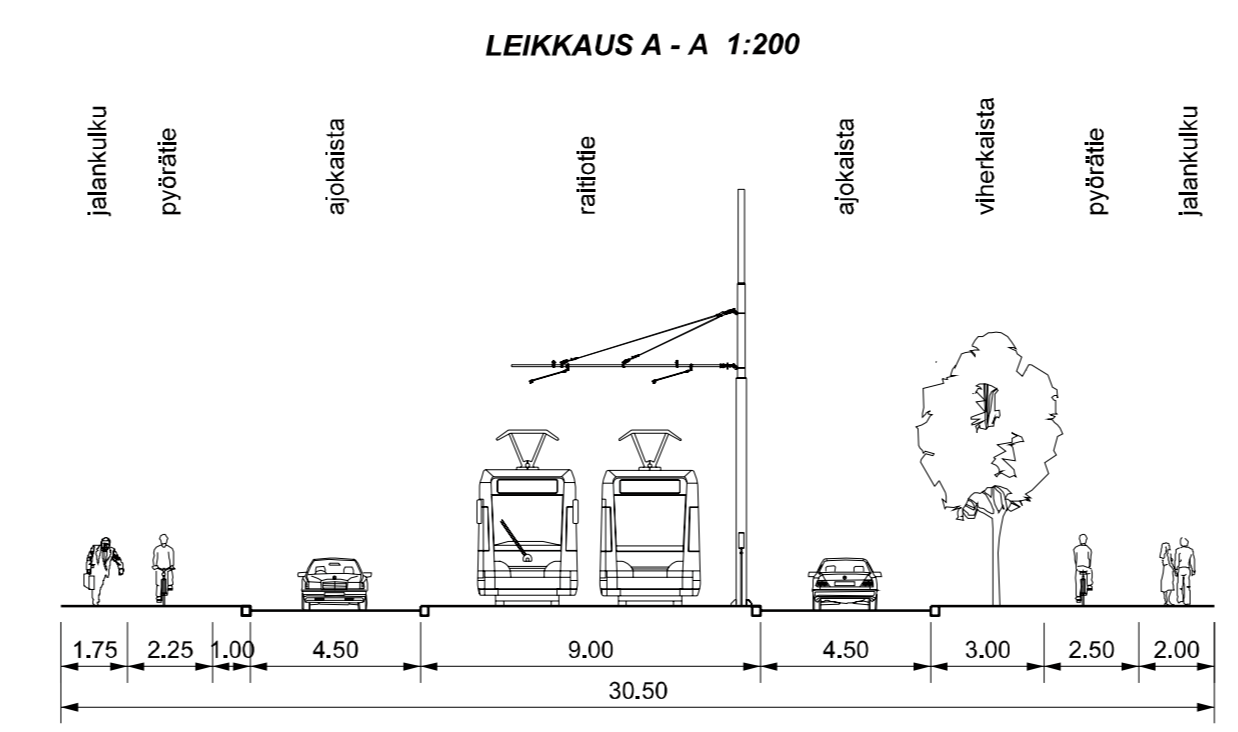 LEIKKAUS A - A 1:200
jalankulku
pyörätie
ajokaista
raitiotie
ajokaista
viherkaista
pyörätie
jalankulku
1.75 2.25 1.00 4.50 9.00 4.50 3.00 2.50 2.00
30.50